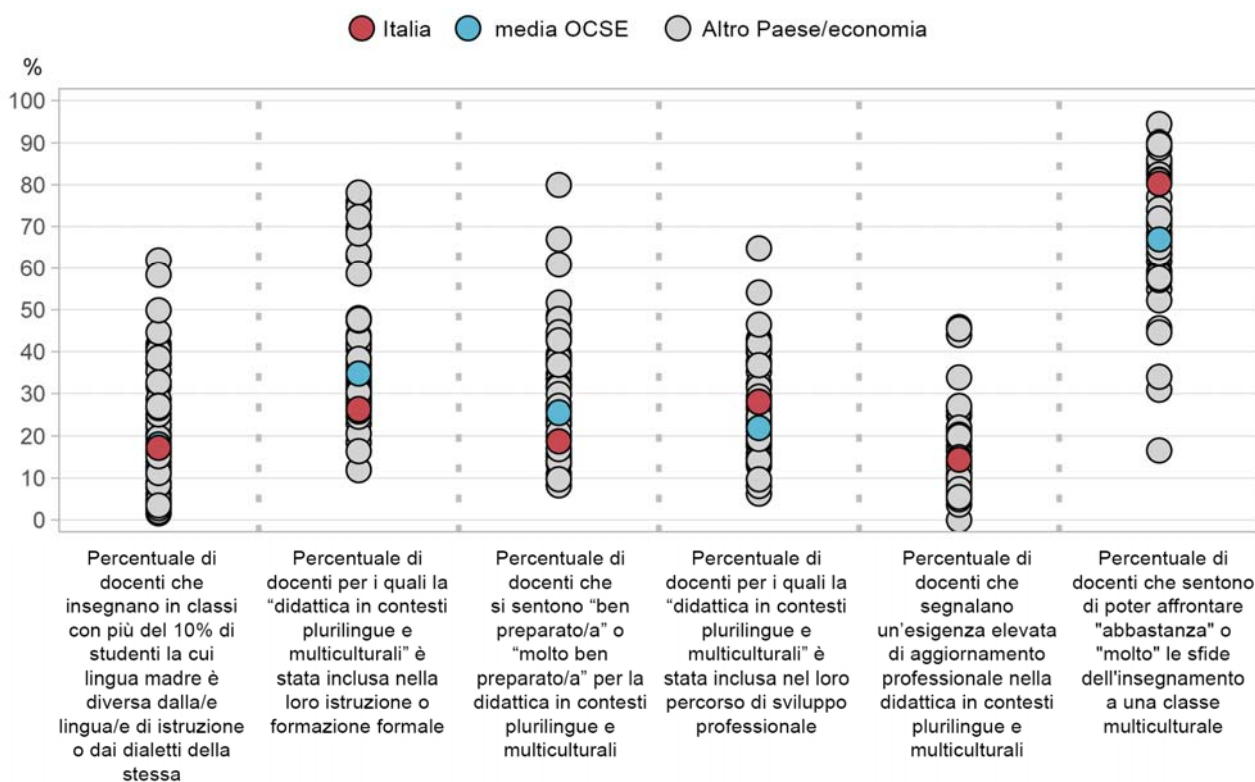 Italia media OCSE Altro Paese/economia
%
100
90
80
70
60
50
40
30
20
10
0
Percentuale di
docenti che
insegnano in classi
con più del 10% di
studenti la cui
lingua madre è
diversa dalla/e
lingua/e di istruzione
o dai dialetti della
stessa
Percentuale di
docenti per i quali la
“didattica in contesti
plurilingue e
multiculturali” è
stata inclusa nella
loro istruzione o
formazione formale
Percentuale di
docenti che
si sentono “ben
preparato/a” o
“molto ben
preparato/a” per la
didattica in contesti
plurilingue e
multiculturali
Percentuale di
docenti per i quali la
“didattica in contesti
plurilingue e
multiculturali” è
stata inclusa nel loro
percorso di sviluppo
professionale
Percentuale di
docenti che
segnalano
un’esigenza elevata
di aggiornamento
professionale nella
didattica in contesti
plurilingue e
multiculturali
Percentuale di
docenti che sentono
di poter affrontare
"abbastanza" o
"molto" le sfide
dell'insegnamento
a una classe
multiculturale